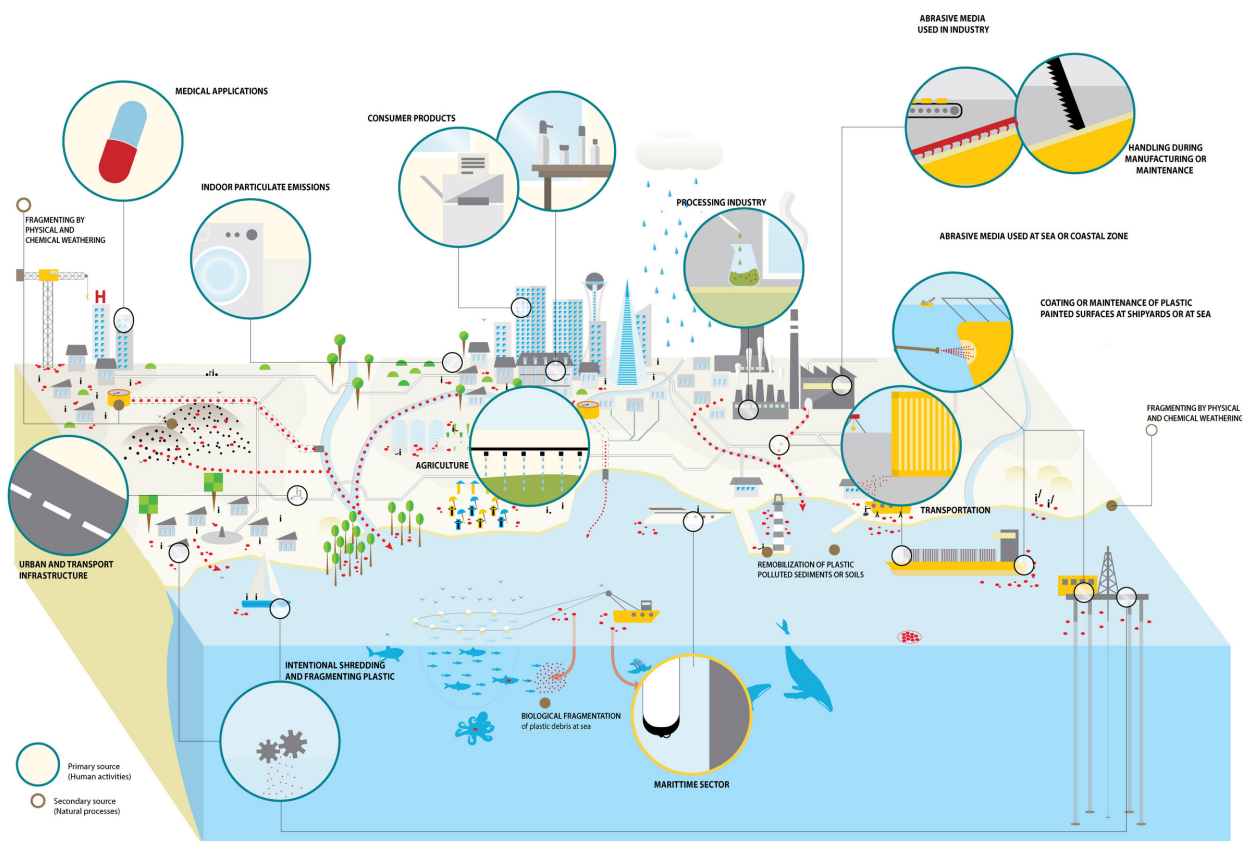 ABRASIVE MEDIA
USED IN INDUSTRY
MEDICAL APPLICATIONS
CONSUMER PRODUCTS
HANDLING DURING
MANUFACTURING OR
MAINTENANCE
INDOOR PARTICULATE EMISSIONS
PROCESSING INDUSTRY
FRAGMENTING BY
PHYSICAL AND
CHEMICAL WEATHERING
ABRASIVE MEDIA USED AT SEA OR COASTAL ZONE
H
COATING OR MAINTENANCE OF PLASTIC
PAINTED SURFACES AT SHIPYARDS OR AT SEA
FRAGMENTING BY PHYSICAL
AND CHEMICAL WEATHERING
AGRICULTURE
TRANSPORTATION
URBAN AND TRANSPORT
INFRASTRUCTURE
REMOBILIZATION OF PLASTIC
POLLUTED SEDIMENTS OR SOILS
INTENTIONAL SHREDDING
AND FRAGMENTING PLASTIC
BIOLOGICAL FRAGMENTATION
of plastic debris at sea
MARITTIME SECTOR
Primary source
(Human activities)
Secondary source
(Natural processes)